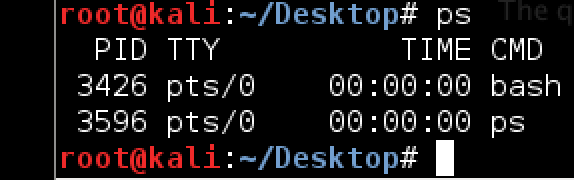 root@kali:~/Desktop# ps
The q
  PID TTY          TIME CMD
 3426 pts/0    00:00:00 bash
 3596 pts/0    00:00:00 ps
root@kali:~/Desktop#